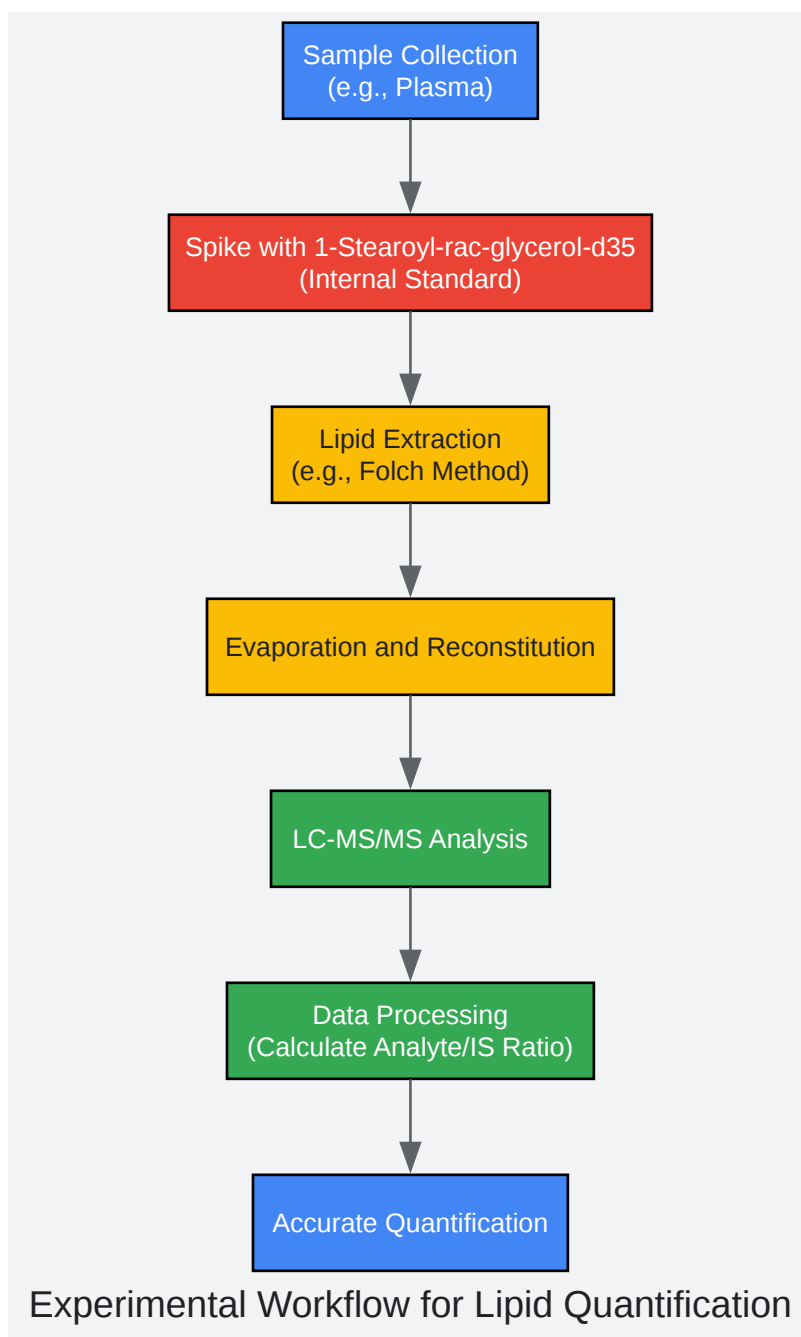 Sample Collection
(e.g., Plasma)
Spike with 1-Stearoyl-rac-glycerol-d35
(Internal Standard)
Lipid Extraction
(e.g., Folch Method)
Evaporation and Reconstitution
LC-MS/MS Analysis
Data Processing
(Calculate Analyte/IS Ratio)
Accurate Quantification
Experimental Workflow for Lipid Quantification